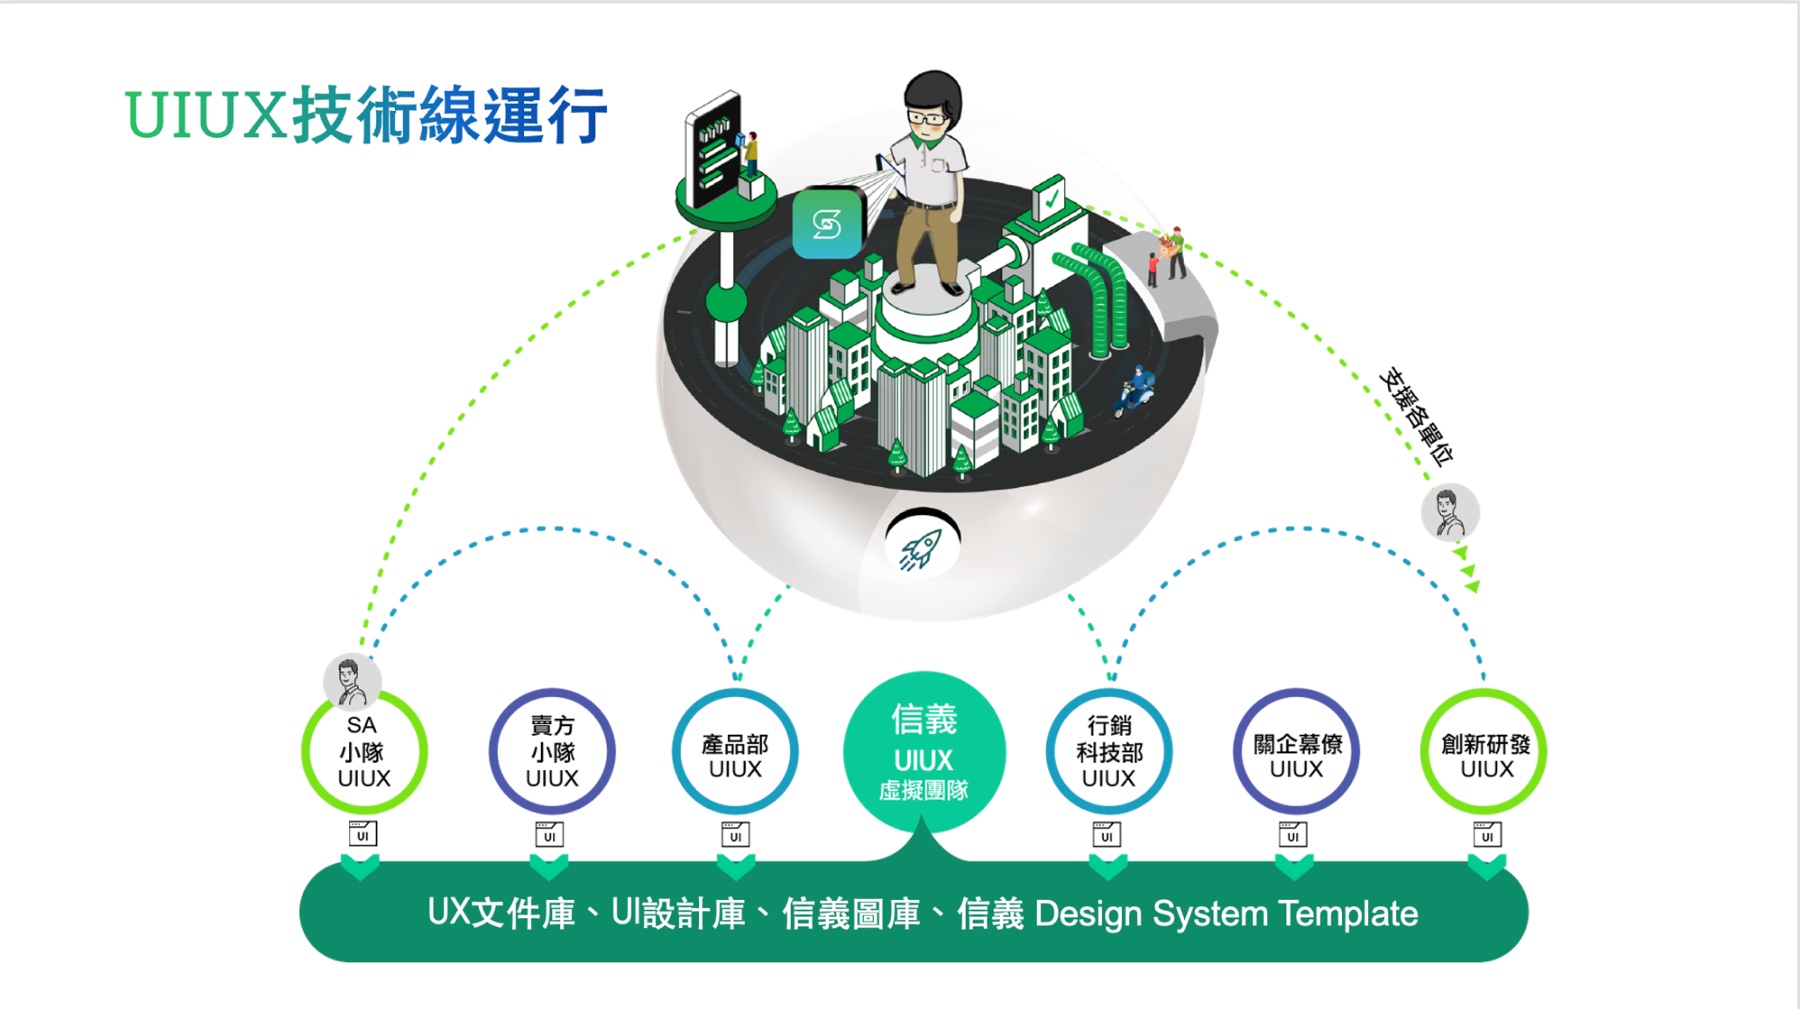 UIUX技術線運行
支援各單位
SA
小隊
UIUX
賣方
小隊
UIUX
產品部
UIUX
信義
UIUX
虛擬團隊
行銷
科技部
UIUX
關企幕僚
UIUX
創新研發
UIUX
UI
UI
UI
UI
UI
UI
UX文件庫、UI設計庫、信義圖庫、信義 Design System Template